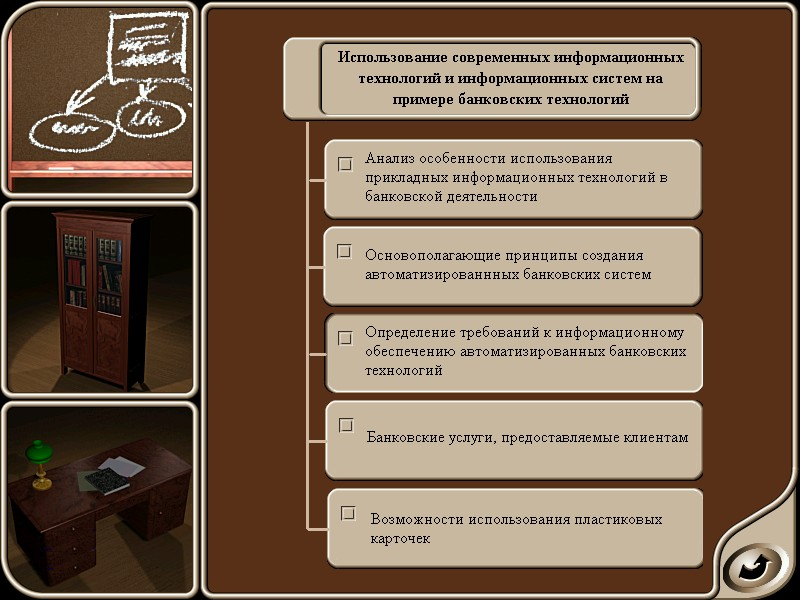 Использование современных информационных
технологий и информационных систем на
примере банковских технологий
Анализ особенности использования
прикладных информационных технологий в
банковской деятельности
Основополагающие принципы создания
автоматизированнных банковских систем
Определение требований к информационному
обеспечению автоматизированных банковских
технологий
Банковские услуги, предоставляемые клиентам
Возможности использования пластиковых
карточек